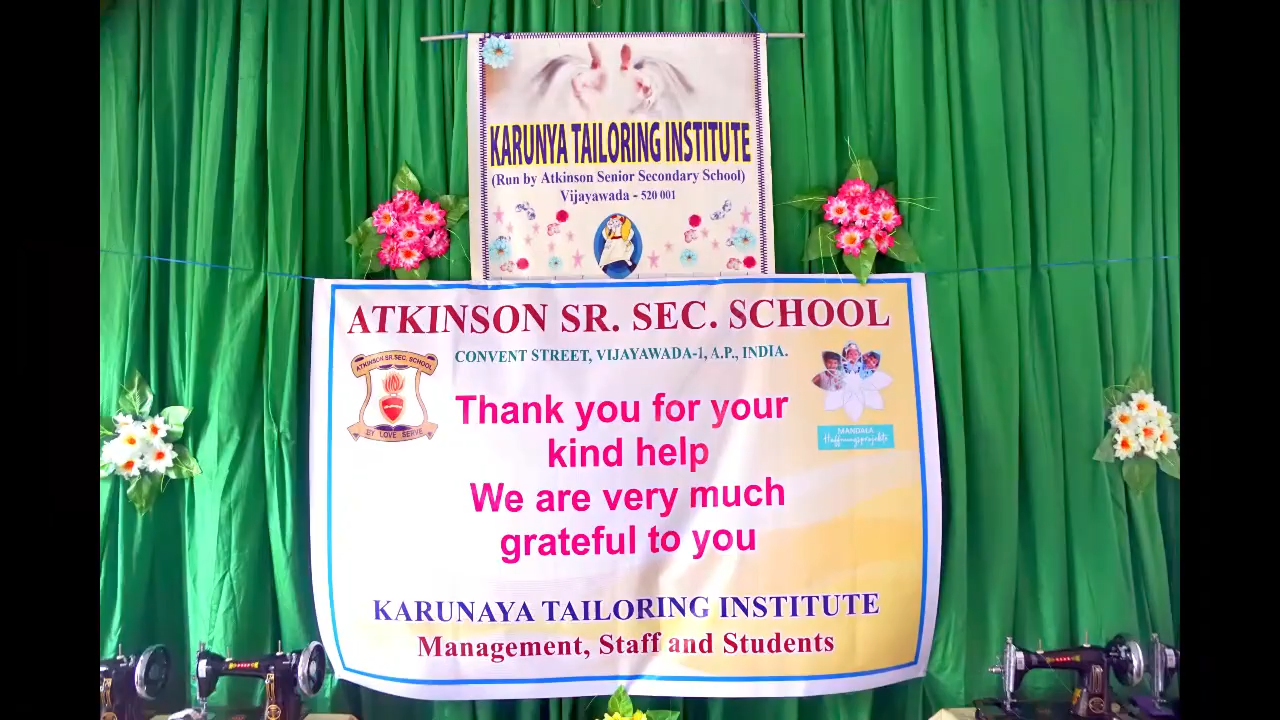 KARUNYA TAILORING INSTITUTE
(Run by Atkinson Senior Secondary School)
Vijayawada - 520 001
ATKINSON SR. SEC. SCHOOL
CONVENT STREET, VIJAYAWADA-1, A.P., INDIA.
ATKINSON SR.SEC. SCHOOL
BY LOVE SERVE
MANDALA
Hoffnungsprojekte
Thank you for your
kind help
We are very much
grateful to you
KARUNAYA TAILORING INSTITUTE
Management, Staff and Students